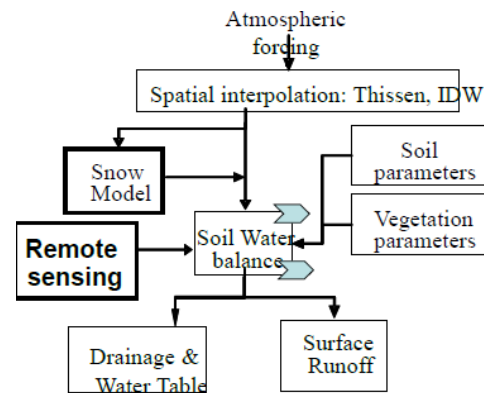 Atmospheric
forcing
Spatial interpolation: Thissen, IDW
Snow
Model
Soil
parameters
Vegetation
parameters
Remote
sensing
Soil Water
balance
Drainage &
Water Table
Surface
Runoff